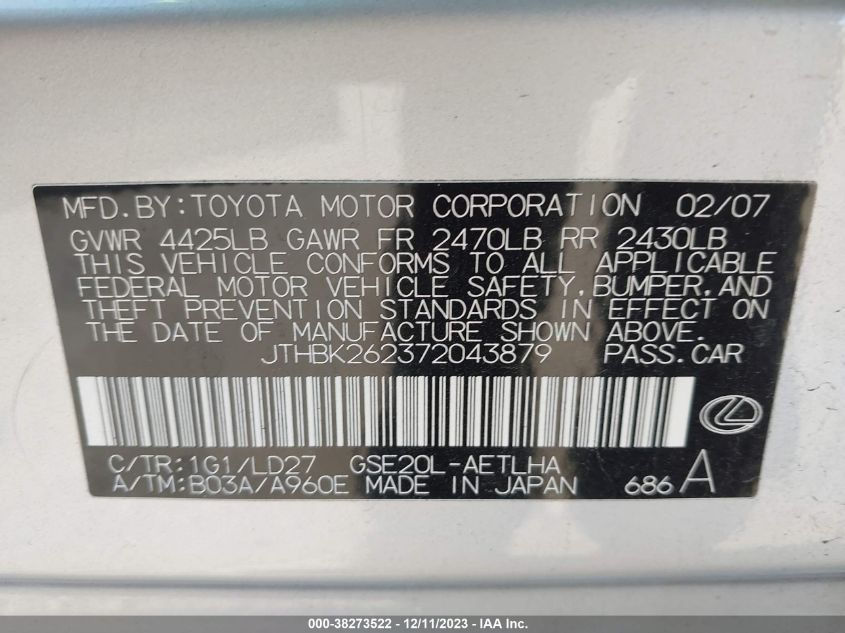 MFD.BY:TOYOTA MOTOR CORPORATION 02/07
GVWR 4425LB GAWR FR 2470LB RR 2430LB
THIS VEHICLE CONFORMS TO ALL APPLICABLE
FEDERAL MOTOR VEHICLE SAFETY,BUMPER,AND
THEFT PREVENTION STANDARDS IN EFFECT ON
THE DATE OF MANUFACTURE SHOWN ABOVE.
JTHBK262372043879 PASS.CAR
C/TR:1G1/LD27 GSE20L-AETLHA
A/TM:B03A/A960E MADE IN JAPAN 686 A
000-38273522 - 12/11/2023 - IAA Inc.